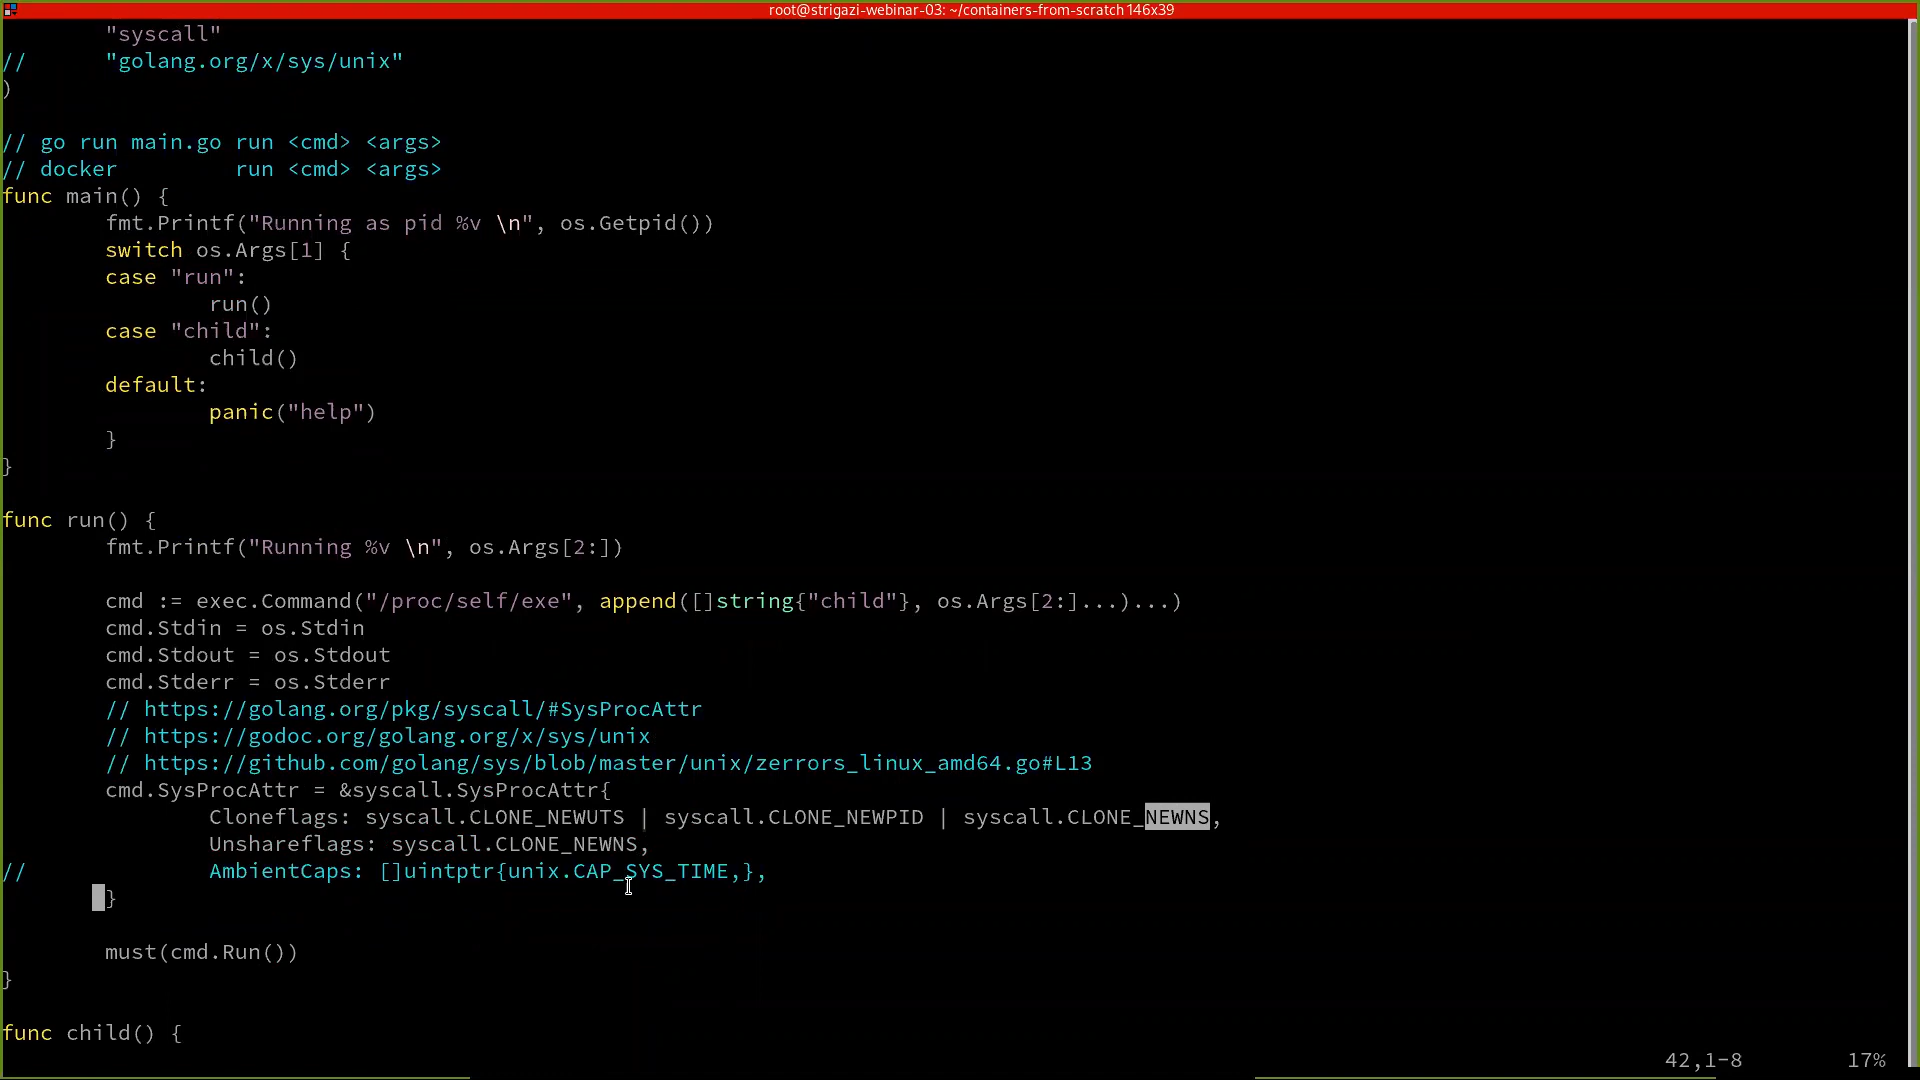 root@strigazi-webinar-03: ~/containers-from-scratch 146x39
"syscall"
// "golang.org/x/sys/unix"
)
// go run main.go run <cmd> <args>
// docker run <cmd> <args>
func main() {
fmt.Printf("Running as pid %v \n", os.Getpid())
switch os.Args[1] {
case "run":
run()
case "child":
child()
default:
panic("help")
}
}
func run() {
fmt.Printf("Running %v \n", os.Args[2:])
cmd := exec.Command("/proc/self/exe", append([]string{"child"}, os.Args[2:]...)...)
cmd.Stdin = os.Stdin
cmd.Stdout = os.Stdout
cmd.Stderr = os.Stderr
// https://golang.org/pkg/syscall/#SysProcAttr
// https://godoc.org/golang.org/x/sys/unix
// https://github.com/golang/sys/blob/master/unix/zerrors_linux_amd64.go#L13
cmd.SysProcAttr = &syscall.SysProcAttr{
Cloneflags: syscall.CLONE_NEWUTS | syscall.CLONE_NEWPID | syscall.CLONE_NEWNS,
Unshareflags: syscall.CLONE_NEWNS,
// AmbientCaps: []uintptr{unix.CAP_SYS_TIME,},
}
must(cmd.Run())
}
func child() {
42,1-8 17%